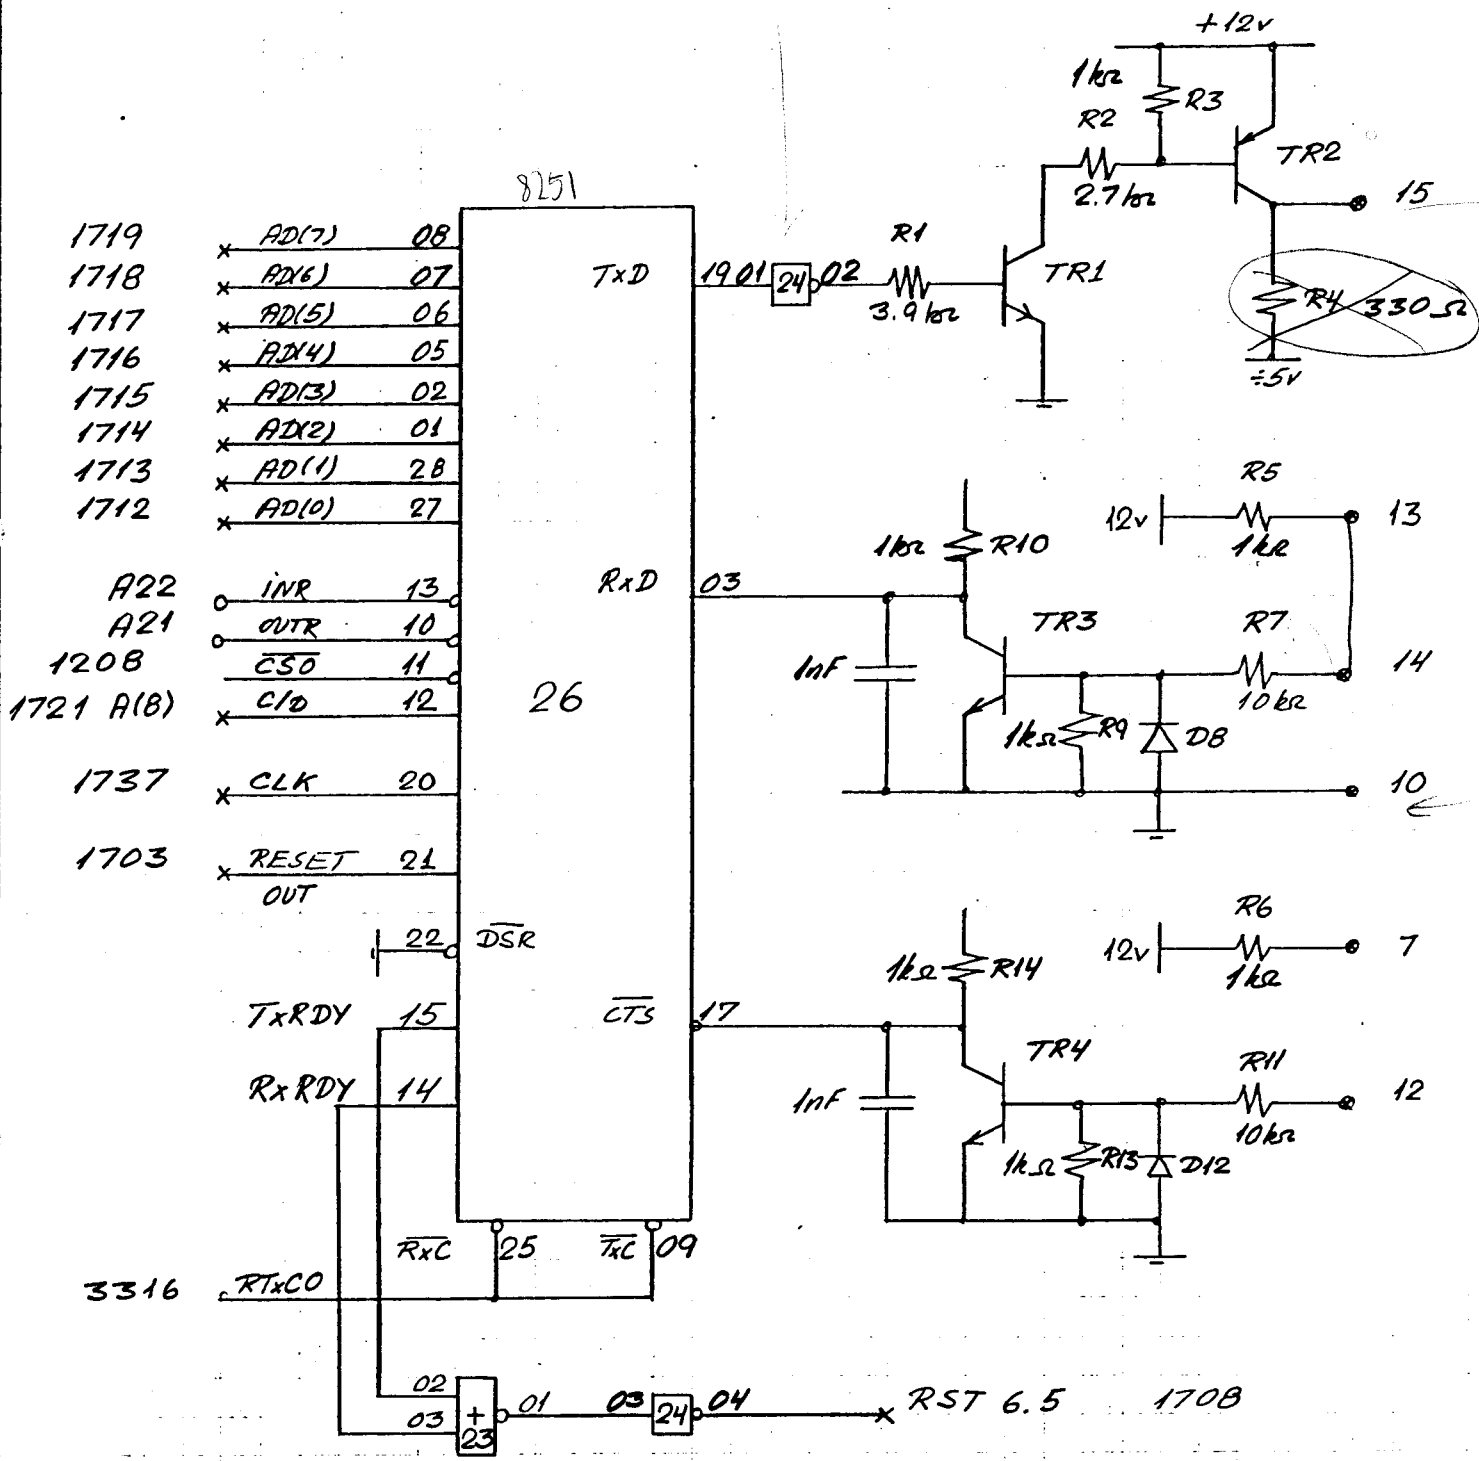 +12v
1kΩ
R3
R2
TR2
2.7kΩ
15
8251
1719 AD(7) 08
1718 AD(6) 07
1717 AD(5) 06
1716 AD(4) 05
1715 AD(3) 02
1714 AD(2) 01
1713 AD(1) 28
1712 AD(0) 27
TxD 19 01 24 02
R1
3.9kΩ
TR1
R4 330Ω
÷5v
A22 INR 13
A21 OUTR 10
1208 CS0 11
1721 A(8) C/D 12
1737 CLK 20
1703 RESET 21
OUT
22 DSR
TxRDY 15
RxRDY 14
26
RxD 03
1kΩ R10
TR3
1nF
R5
12v
1kΩ
13
R7
10kΩ
14
1kΩ R9 D8
10
CTS 17
1kΩ R14
TR4
1nF
R6
12v
1kΩ
7
R11
10kΩ
12
1kΩ R13 D12
RxC 25 TxC 09
3316 RTxC0
02
03
+
23
01 03 24 04
RST 6.5 1708